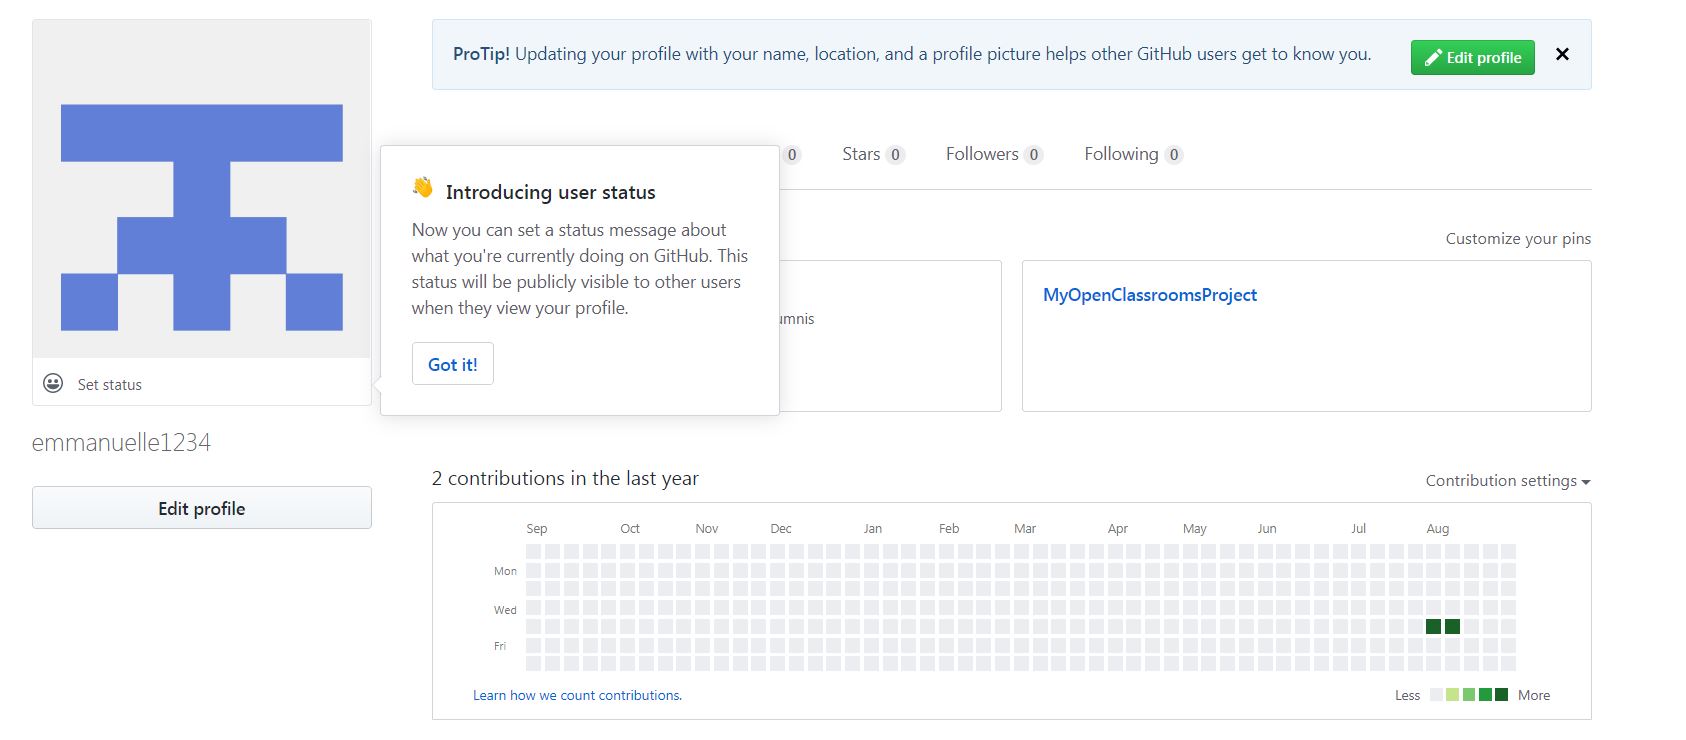 ProTip! Updating your profile with your name, location, and a profile picture helps other GitHub users get to know you.
Edit profile
0 Stars 0 Followers 0 Following 0
Introducing user status
Now you can set a status message about
what you're currently doing on GitHub. This
status will be publicly visible to other users
when they view your profile.
Got it!
Set status
emmanuelle1234
Edit profile
Customize your pins
MyOpenClassroomsProject
2 contributions in the last year
Contribution settings
Sep Oct Nov Dec Jan Feb Mar Apr May Jun Jul Aug
Mon
Wed
Fri
Learn how we count contributions.
Less More